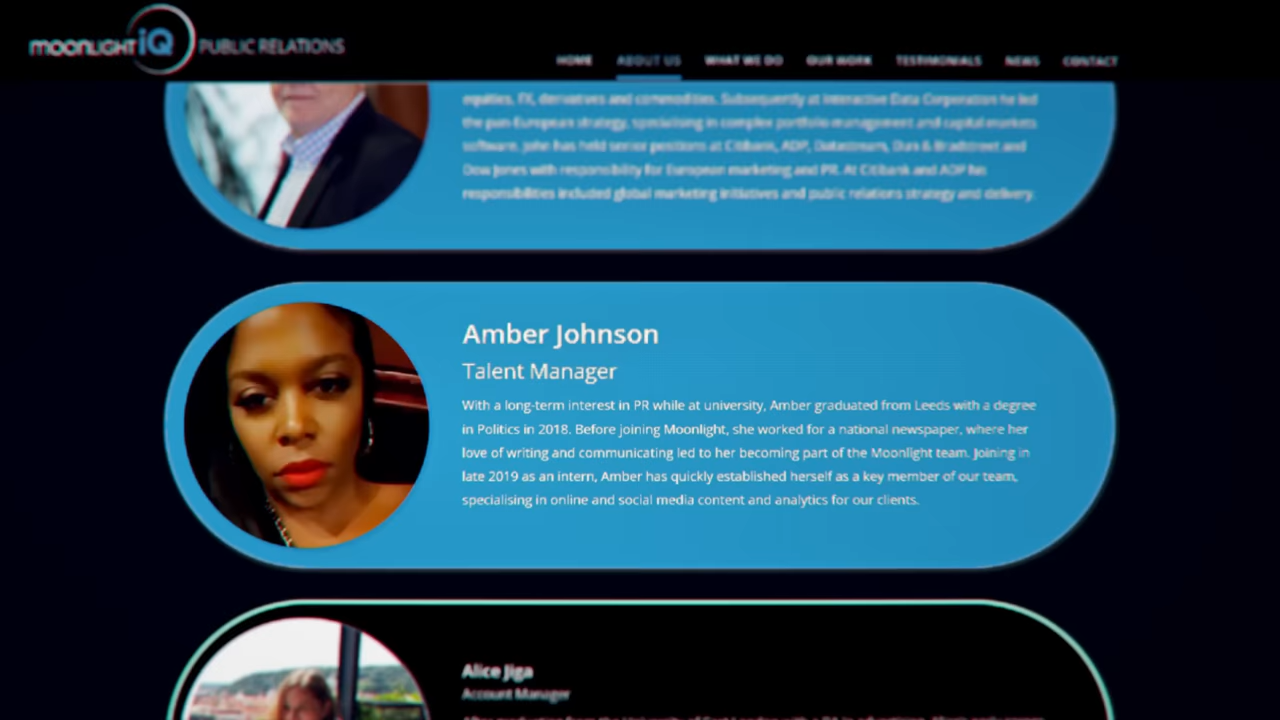 MOONLIGHT iQ PUBLIC RELATIONS
HOME ABOUT US WHAT WE DO OUR WORK TESTIMONIALS NEWS CONTACT
equities, FX, derivatives and commodities. Subsequently at Interactive Data Corporation he led
the pan-European strategy, specialising in complex portfolio management and capital markets
software. John has held senior positions at Citibank, ADP, Datastream, Dun & Bradstreet and
Dow Jones with responsibility for European marketing and PR. At Citibank and ADP his
responsibilities included global marketing initiatives and public relations strategy and delivery.
Amber Johnson
Talent Manager
With a long-term interest in PR while at university, Amber graduated from Leeds with a degree
in Politics in 2018. Before joining Moonlight, she worked for a national newspaper, where her
love of writing and communicating led to her becoming part of the Moonlight team. Joining in
late 2019 as an intern, Amber has quickly established herself as a key member of our team,
specialising in online and social media content and analytics for our clients.
Alice Jiga
Account Manager